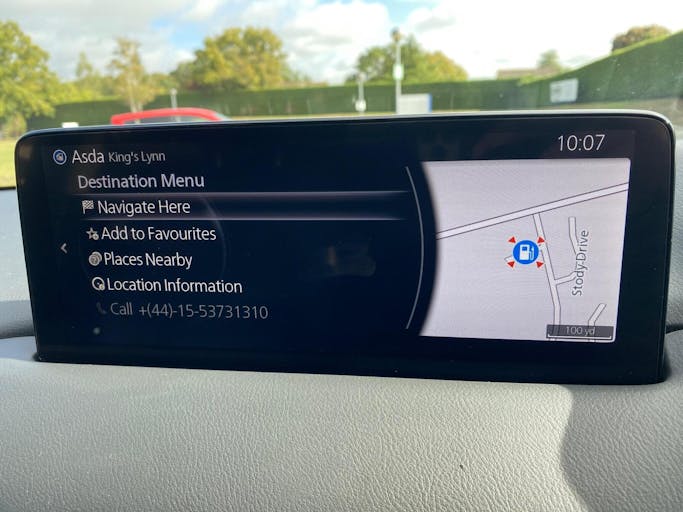 Asda King's Lynn
10:07
Destination Menu
Navigate Here
Add to Favourites
Places Nearby
Location Information
Call +(44)-15-53731310
Stody Drive
100 yd